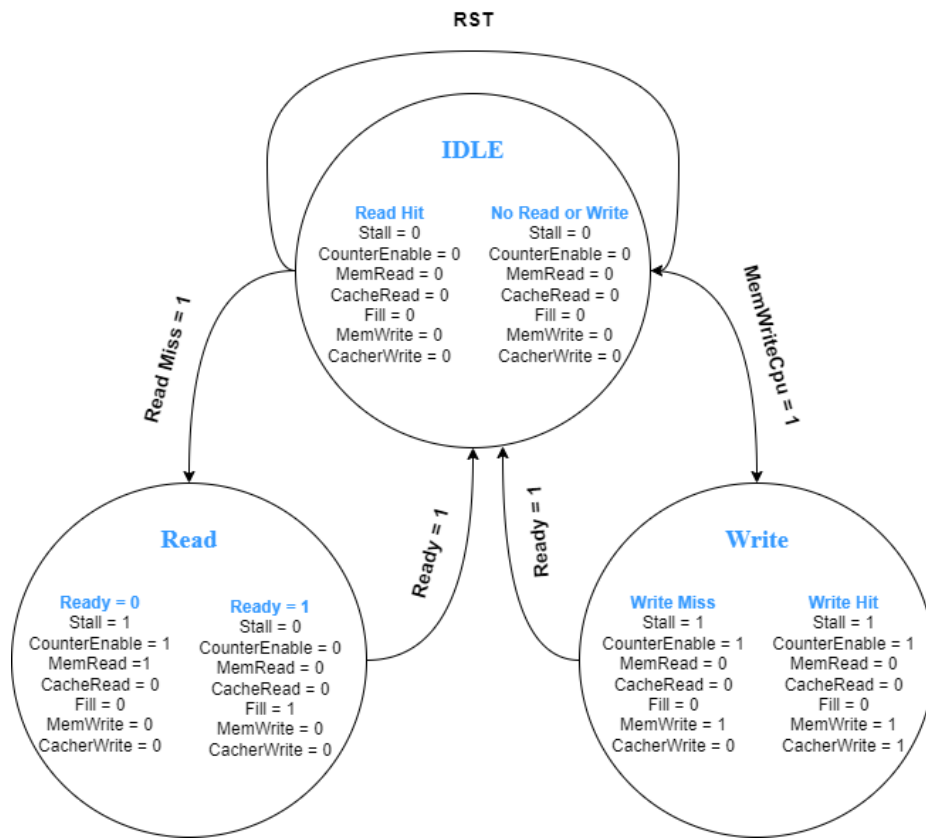 RST
IDLE
Read Hit
Stall = 0
CounterEnable = 0
MemRead = 0
CacheRead = 0
Fill = 0
MemWrite = 0
CacherWrite = 0
No Read or Write
Stall = 0
CounterEnable = 0
MemRead = 0
CacheRead = 0
Fill = 0
MemWrite = 0
CacherWrite = 0
Read Miss = 1
MemWriteCpu = 1
Ready = 1
Ready = 1
Read
Ready = 0
Stall = 1
CounterEnable = 1
MemRead =1
CacheRead = 0
Fill = 0
MemWrite = 0
CacherWrite = 0
Ready = 1
Stall = 0
CounterEnable = 0
MemRead = 0
CacheRead = 0
Fill = 1
MemWrite = 0
CacherWrite = 0
Write
Write Miss
Stall = 1
CounterEnable = 1
MemRead = 0
CacheRead = 0
Fill = 0
MemWrite = 1
CacherWrite = 0
Write Hit
Stall = 1
CounterEnable = 1
MemRead = 0
CacheRead = 0
Fill = 0
MemWrite = 1
CacherWrite = 1